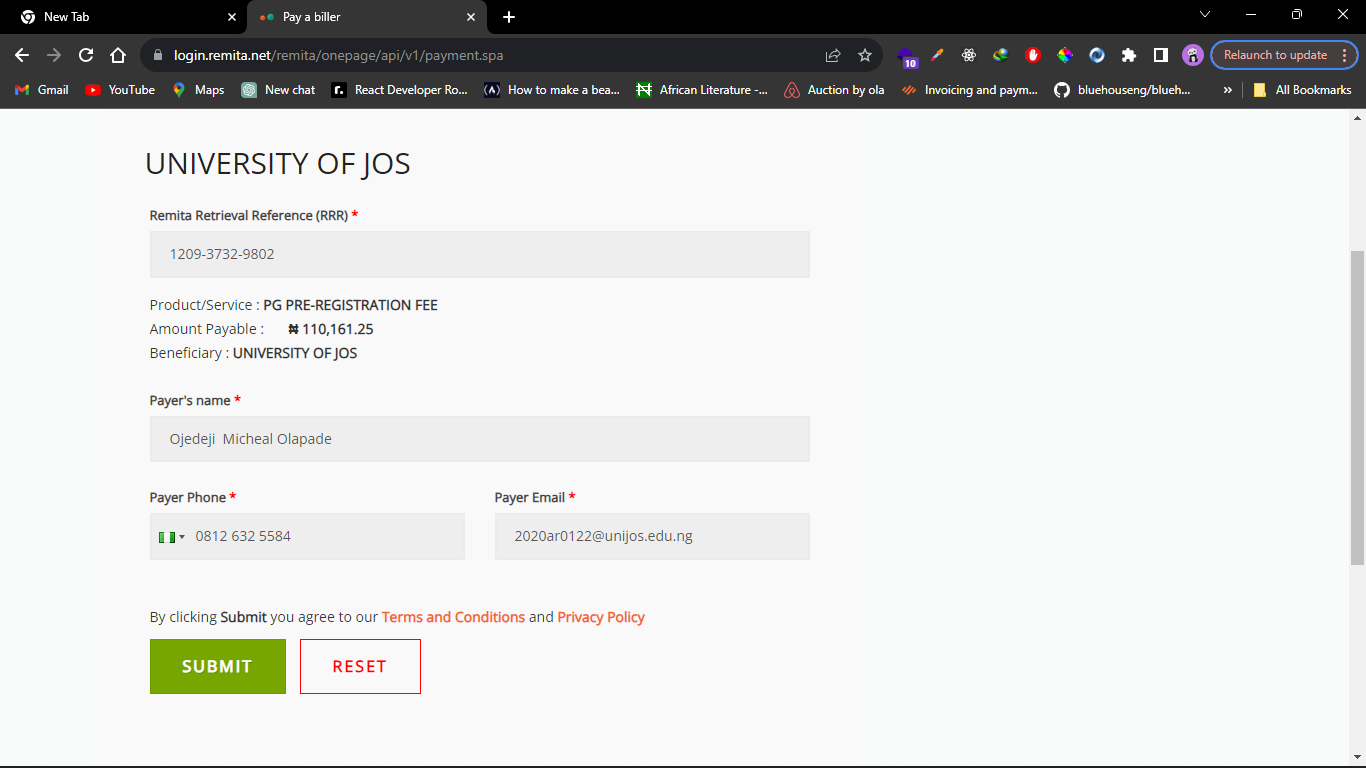 New Tab
Pay a biller
login.remita.net/remita/onepage/api/v1/payment.spa
10
Relaunch to update
Gmail
YouTube
Maps
New chat
r.
React Developer Ro...
(A)
How to make a bea...
African Literature -...
Auction by ola
Invoicing and paym...
bluehouseng/blueh...
»
All Bookmarks
UNIVERSITY OF JOS
Remita Retrieval Reference (RRR) *
1209-3732-9802
Product/Service : PG PRE-REGISTRATION FEE
Amount Payable : ₦ 110,161.25
Beneficiary : UNIVERSITY OF JOS
Payer's name *
Ojedeji  Micheal Olapade
Payer Phone *
Payer Email *
0812 632 5584
2020ar0122@unijos.edu.ng
By clicking Submit you agree to our Terms and Conditions and Privacy Policy
SUBMIT
RESET